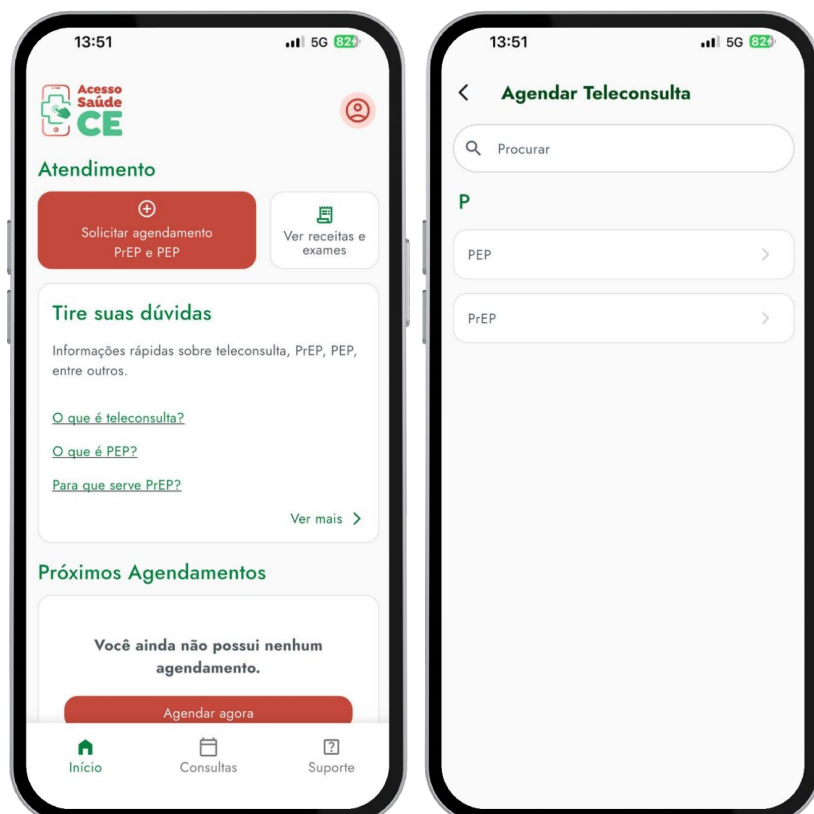 13:51
5G 82
Acesso
Saúde
CE
Atendimento
Solicitar agendamento
PrEP e PEP
Ver receitas e
exames
Tire suas dúvidas
Informações rápidas sobre teleconsulta, PrEP, PEP,
entre outros.
O que é teleconsulta?
O que é PEP?
Para que serve PrEP?
Ver mais
Próximos Agendamentos
Você ainda não possui nenhum
agendamento.
Agendar agora
Início
Consultas
Suporte
13:51
5G 82
Agendar Teleconsulta
Procurar
P
PEP
PrEP